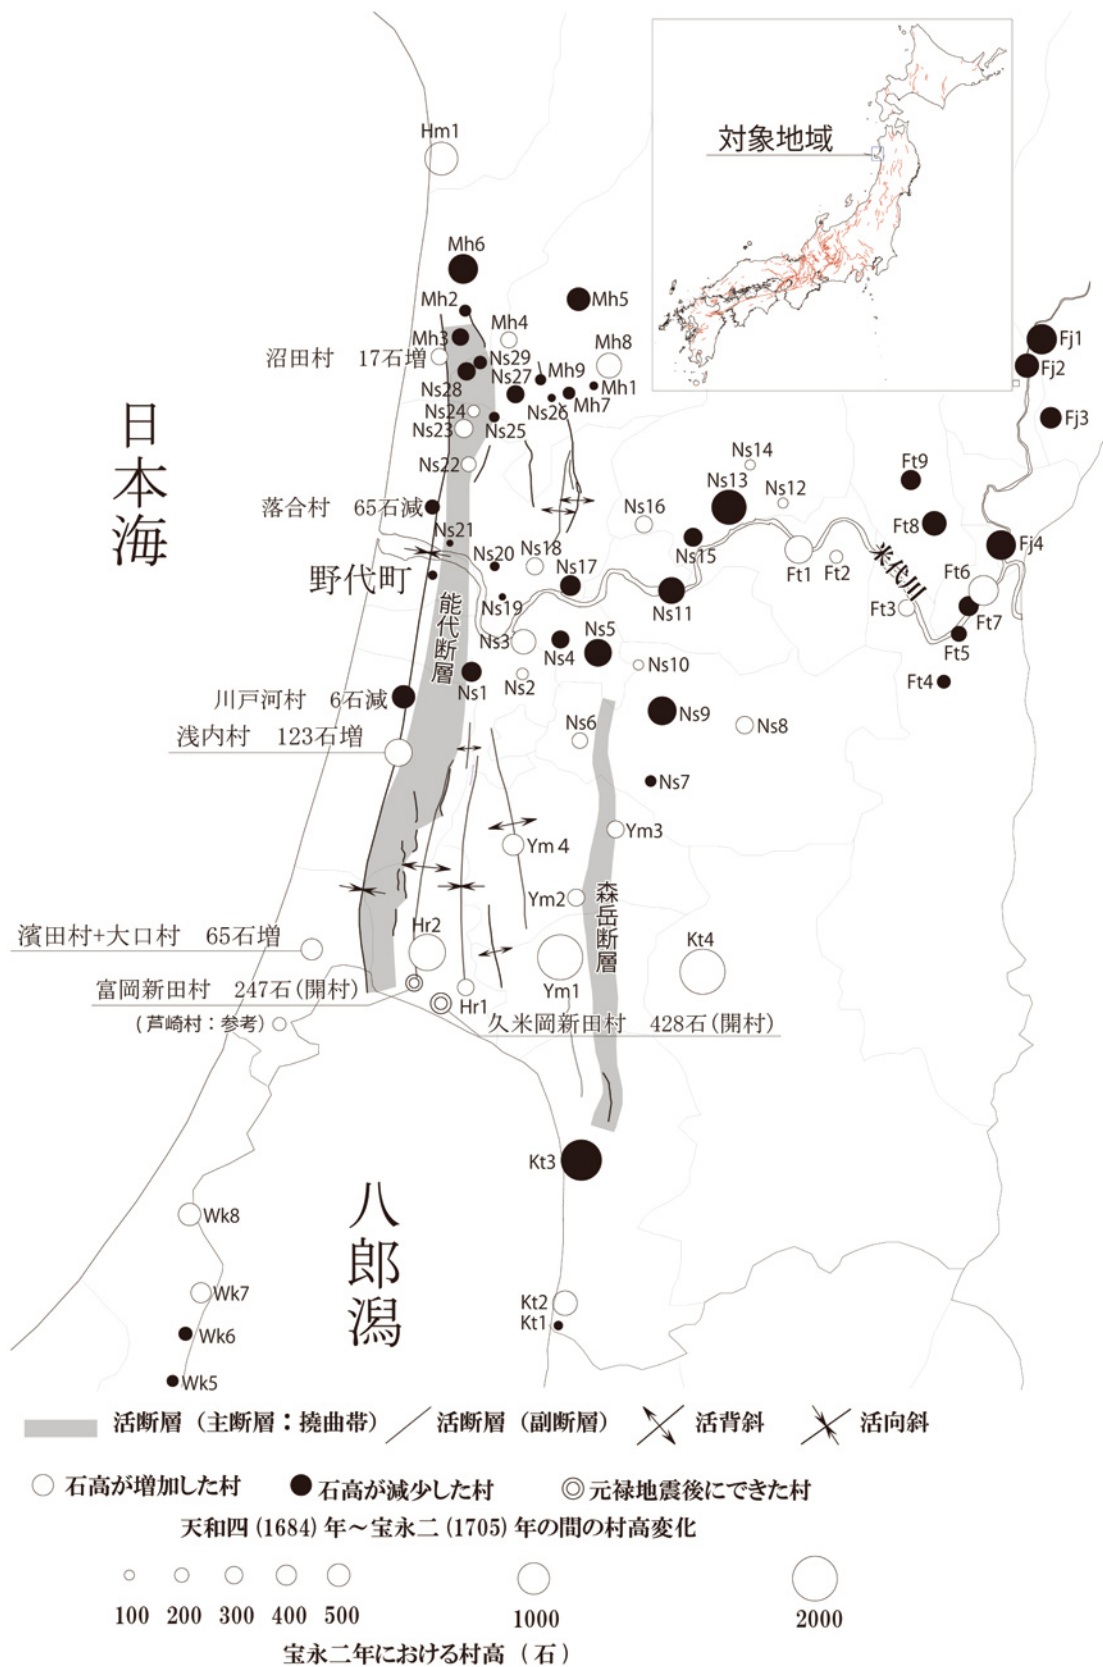 対象地域
Hm1
Mh6
Mh2
Mh5
Mh3
Mh4
Mh8
沼田村 17石増
Ns29
Mh9
Ns28
Ns27
Mh1
Ns26
Mh7
Ns24
Ns23
Ns25
Ns22
Fj1
Fj2
Fj3
日本海
落合村 65石減
Ns21
野代町
能代断層
Ns20
Ns18
Ns17
Ns19
Ns16
Ns14
Ns13
Ns12
Ns15
Ns11
Ft9
Ft8
Fj4
Ft1
Ft2
米代川
Ft6
Ft3
Ft7
Ft5
Ft4
Ns3
Ns4
Ns5
Ns1
Ns2
Ns10
川戸河村 6石減
Ns9
Ns8
浅内村 123石増
Ns6
Ns7
Ym3
Ym4
Ym2
森岳断層
濱田村+大口村 65石増
Hr2
Kt4
富岡新田村 247石(開村)
Hr1
Ym1
(芦崎村:参考)
久米岡新田村 428石(開村)
Kt3
八郎潟
Wk8
Wk7
Kt2
Kt1
Wk6
Wk5
活断層(主断層:撓曲帯)
活断層(副断層)
活背斜
活向斜
石高が増加した村
石高が減少した村
元禄地震後にできた村
天和四(1684)年~宝永二(1705)年の間の村高変化
100 200 300 400 500 1000 2000
宝永二年における村高(石)